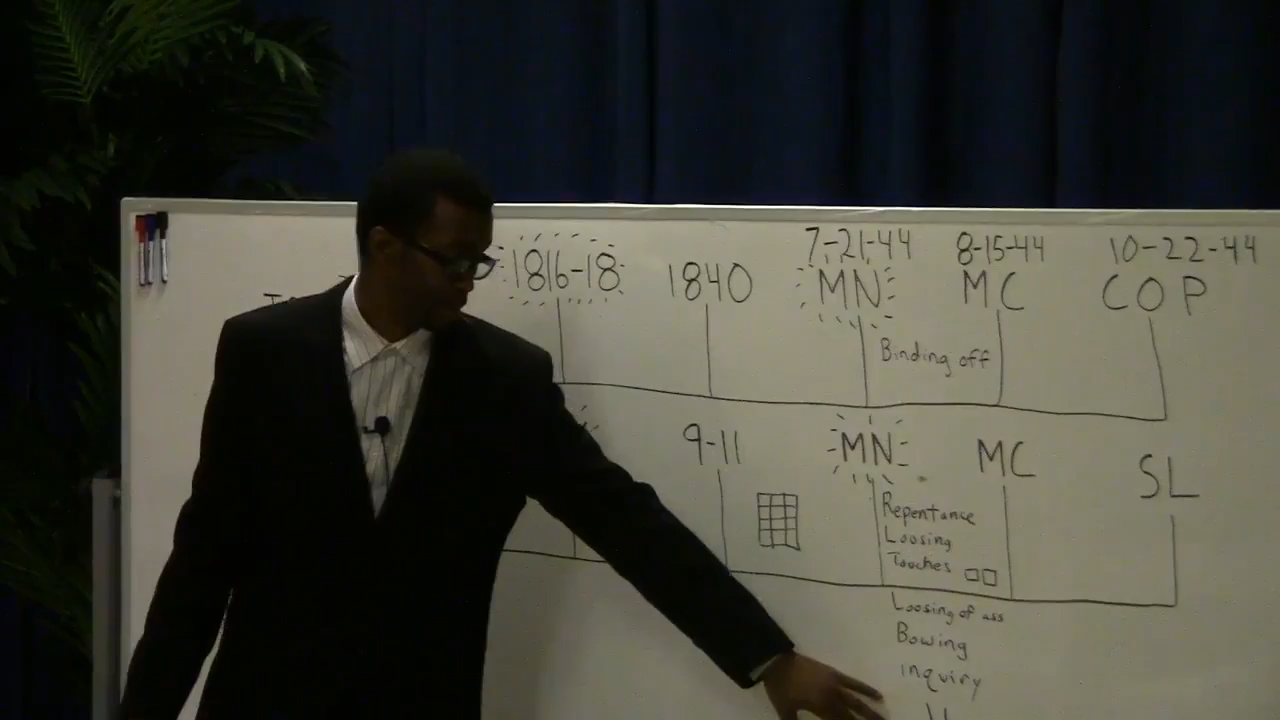 7-21-44 8-15-44 10-22-44
1816-18 1840 MN MC COP
Binding off
9-11 MN MC SL
Repentance
Loosing
Touches
Loosing of ass
Bowing
inquiry